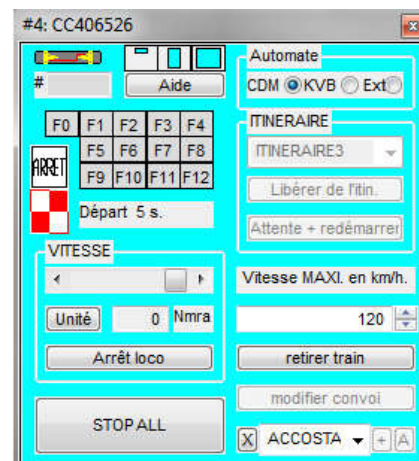 #4: CC406526
#
Aide
Automate
CDM KVB Ext
F0 F1 F2 F3 F4
F5 F6 F7 F8
F9 F10 F11 F12
ARRET
Départ 5 s.
ITINERAIRE
ITINERAIRE3
Libérer de l'itin.
Attente + redémarrer
VITESSE
Unité 0 Nmra
Arrêt loco
STOP ALL
Vitesse MAXI. en km/h.
120
retirer train
modifier convoi
X ACCOSTA + A